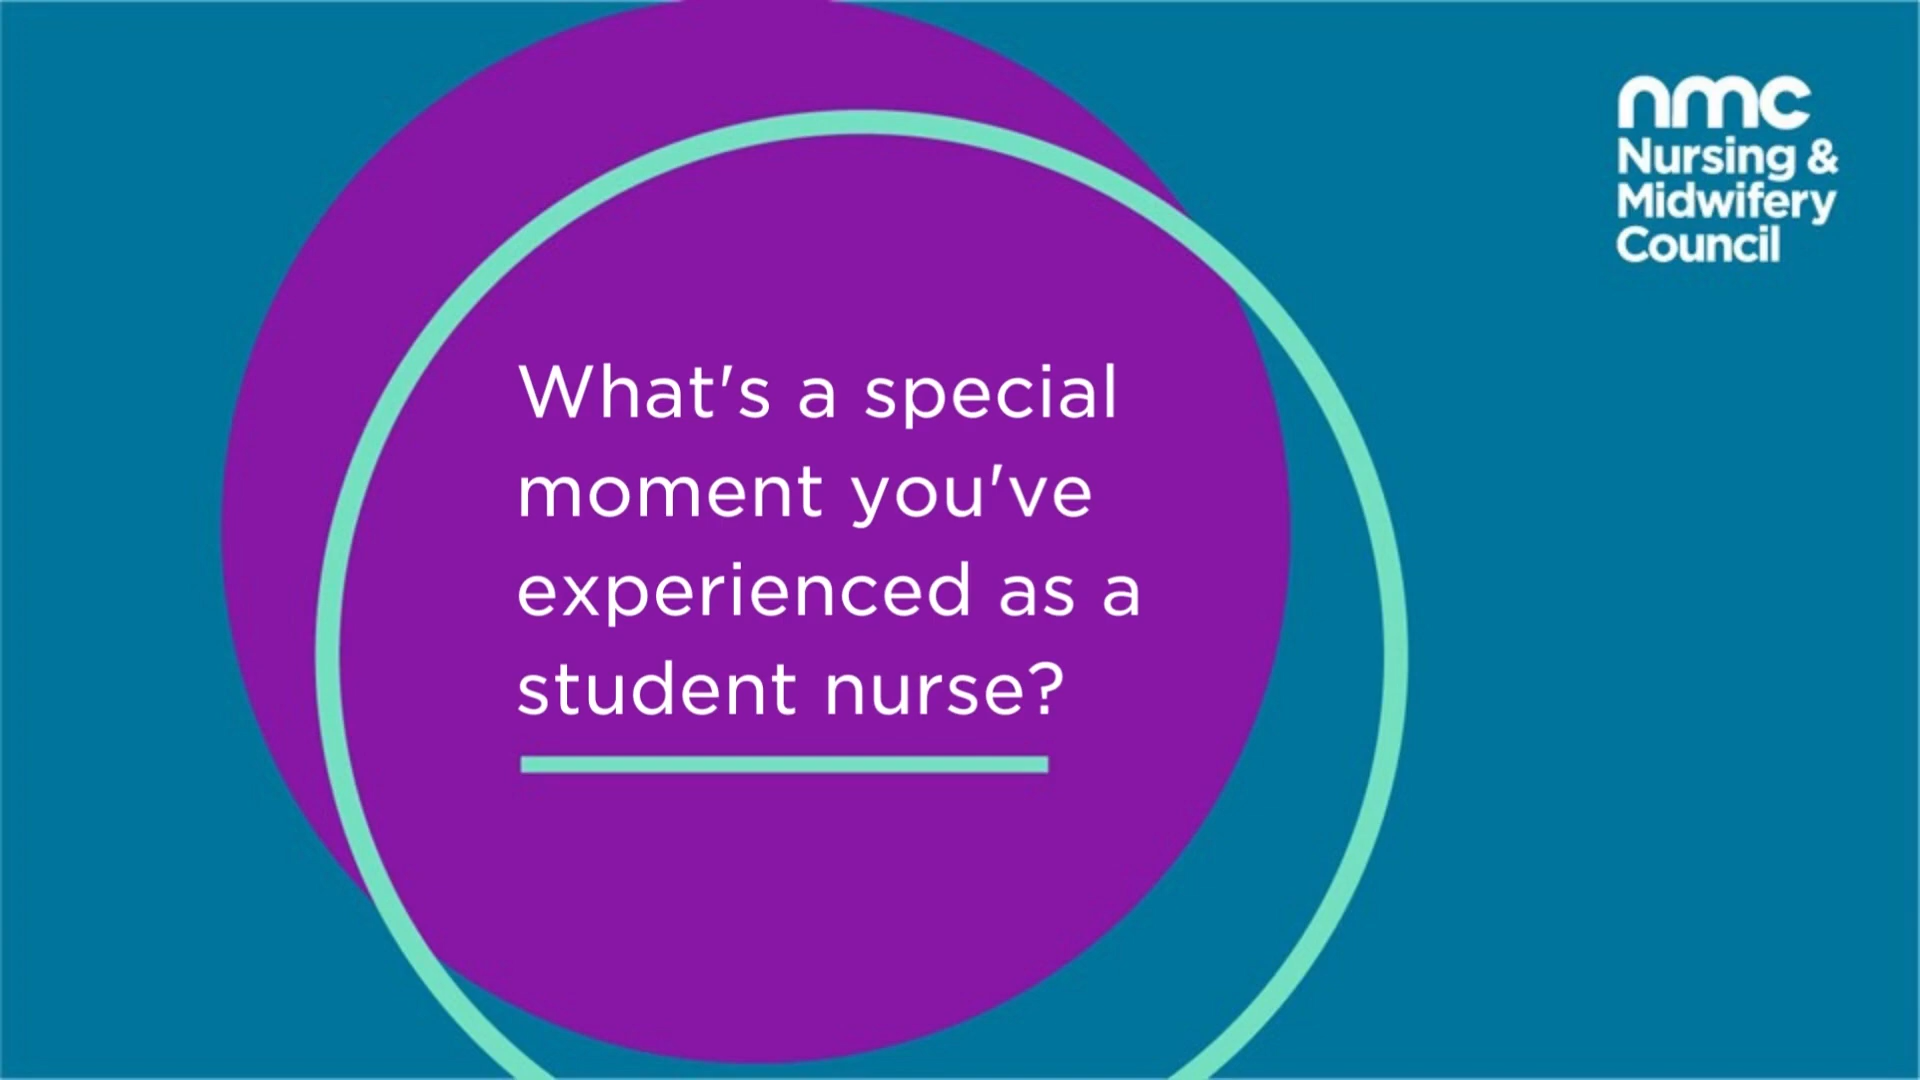 nmc
Nursing &
Midwifery
Council
What's a special
moment you've
experienced as a
student nurse?